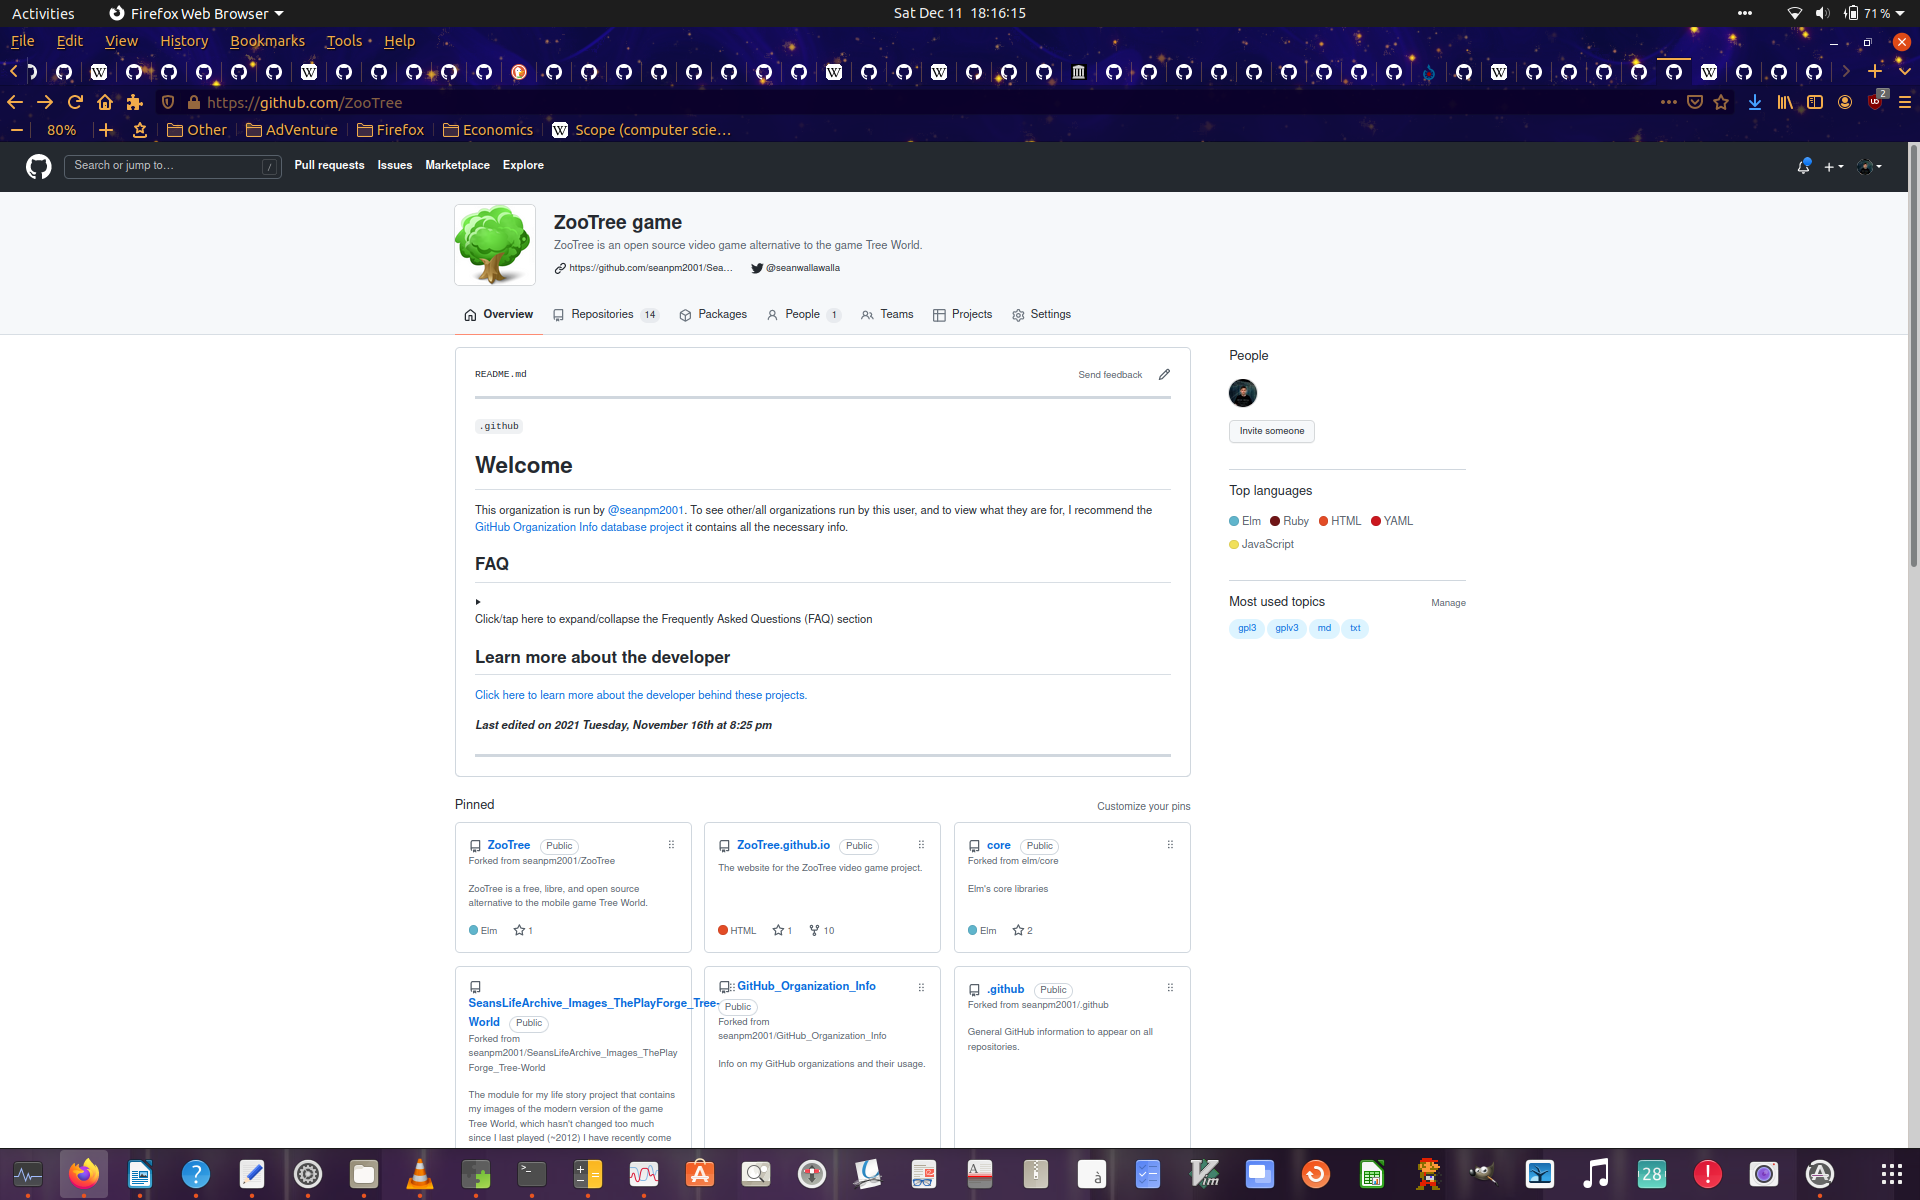 Activities
Firefox Web Browser
Sat Dec 11 18:16:15
71 %
File Edit View History Bookmarks Tools Help
https://github.com/ZooTree
2
80%
Other
AdVenture
Firefox
Economics
Scope (computer scie…
Search or jump to…
/
Pull requests
Issues
Marketplace
Explore
ZooTree game
ZooTree is an open source video game alternative to the game Tree World.
https://github.com/seanpm2001/Sea…
@seanwallawalla
Overview
Repositories 14
Packages
People 1
Teams
Projects
Settings
README.md
Send feedback
.github
Welcome
This organization is run by @seanpm2001. To see other/all organizations run by this user, and to view what they are for, I recommend the
GitHub Organization Info database project it contains all the necessary info.
FAQ
Click/tap here to expand/collapse the Frequently Asked Questions (FAQ) section
Learn more about the developer
Click here to learn more about the developer behind these projects.
Last edited on 2021 Tuesday, November 16th at 8:25 pm
People
Invite someone
Top languages
Elm Ruby HTML YAML
JavaScript
Most used topics
Manage
gpl3 gplv3 md txt
Pinned
Customize your pins
ZooTree Public
Forked from seanpm2001/ZooTree
ZooTree is a free, libre, and open source
alternative to the mobile game Tree World.
Elm 1
ZooTree.github.io Public
The website for the ZooTree video game project.
HTML 1 10
core Public
Forked from elm/core
Elm's core libraries
Elm 2
SeansLifeArchive_Images_ThePlayForge_Tree-
World Public
Forked from
seanpm2001/SeansLifeArchive_Images_ThePlay
Forge_Tree-World
The module for my life story project that contains
my images of the modern version of the game
Tree World, which hasn't changed too much
since I last played (~2012) I have recently come
GitHub_Organization_Info
Public
Forked from
seanpm2001/GitHub_Organization_Info
Info on my GitHub organizations and their usage.
.github Public
Forked from seanpm2001/.github
General GitHub information to appear on all
repositories.
28